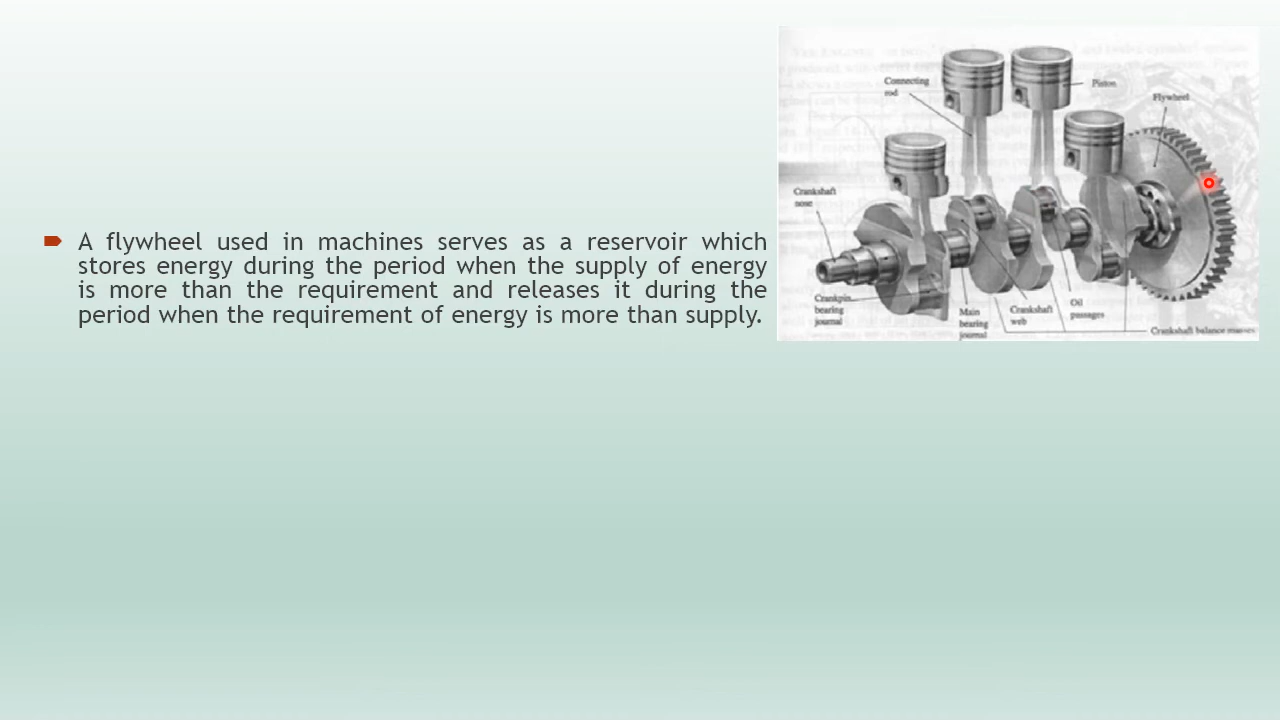 A flywheel used in machines serves as a reservoir which
stores energy during the period when the supply of energy
is more than the requirement and releases it during the
period when the requirement of energy is more than supply.
Connecting
rod
Piston
Flywheel
Crankshaft
nose
Crankpin
bearing
journal
Main
bearing
journal
Crankshaft
web
Oil
passages
Crankshaft balance masses